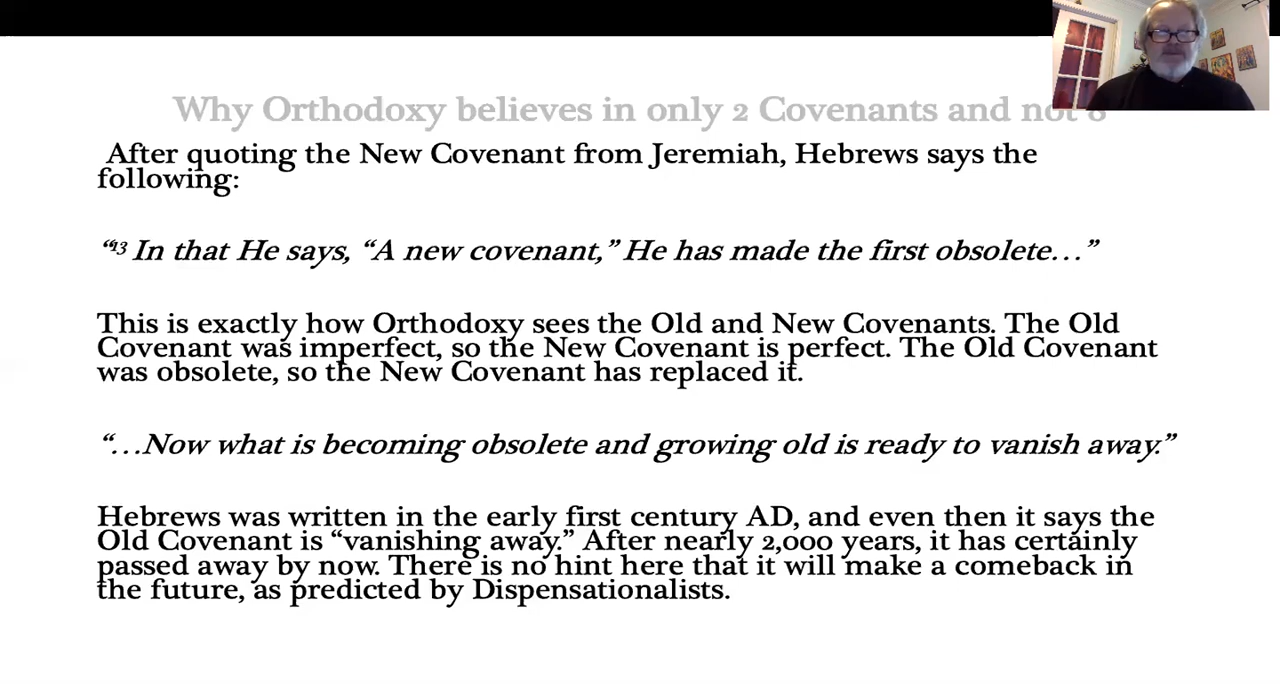 Why Orthodoxy believes in only 2 Covenants and not 8
After quoting the New Covenant from Jeremiah, Hebrews says the
following:
“¹³ In that He says, “A new covenant,” He has made the first obsolete…”
This is exactly how Orthodoxy sees the Old and New Covenants. The Old
Covenant was imperfect, so the New Covenant is perfect. The Old Covenant
was obsolete, so the New Covenant has replaced it.
“…Now what is becoming obsolete and growing old is ready to vanish away.”
Hebrews was written in the early first century AD, and even then it says the
Old Covenant is “vanishing away.” After nearly 2,000 years, it has certainly
passed away by now. There is no hint here that it will make a comeback in
the future, as predicted by Dispensationalists.